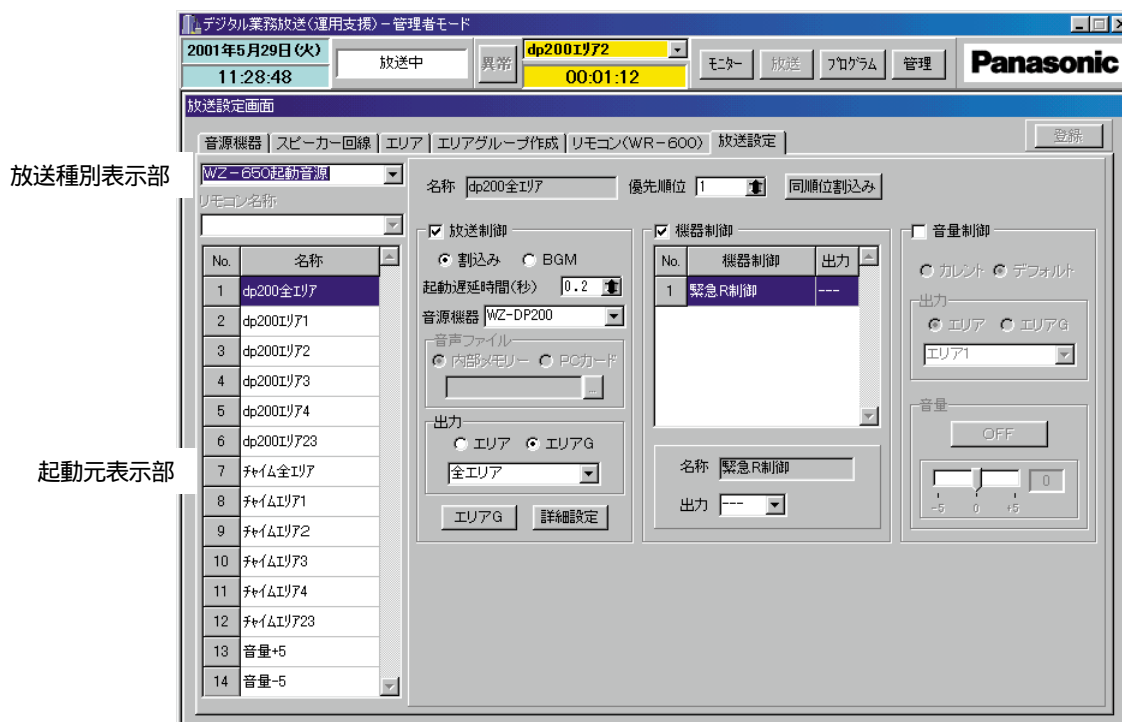 デジタル業務放送(運用支援)-管理者モード
2001年5月29日(火)
11:28:48
放送中
異常
dp200エリア2
00:01:12
モニター
放送
プログラム
管理
Panasonic
放送設定画面
登録
音源機器
スピーカー回線
エリア
エリアグループ作成
リモコン(WR-600)
放送設定
放送種別表示部
WZ-650起動音源
リモコン名称
名称 dp200全エリア
優先順位 1
同順位割込み
No. 名称
1 dp200全エリア
2 dp200エリア1
3 dp200エリア2
4 dp200エリア3
5 dp200エリア4
6 dp200エリア23
起動元表示部
7 チャイム全エリア
8 チャイムエリア1
9 チャイムエリア2
10 チャイムエリア3
11 チャイムエリア4
12 チャイムエリア23
13 音量+5
14 音量-5
放送制御
割込み BGM
起動遅延時間(秒) 0.2
音源機器 WZ-DP200
音声ファイル
内部メモリー PCカード
...
出力
エリア エリアG
全エリア
エリアG 詳細設定
機器制御
No. 機器制御 出力
1 緊急R制御 ---
名称 緊急R制御
出力 ---
音量制御
カレント デフォルト
出力
エリア エリアG
エリア1
音量
OFF
0
-5 0 +5